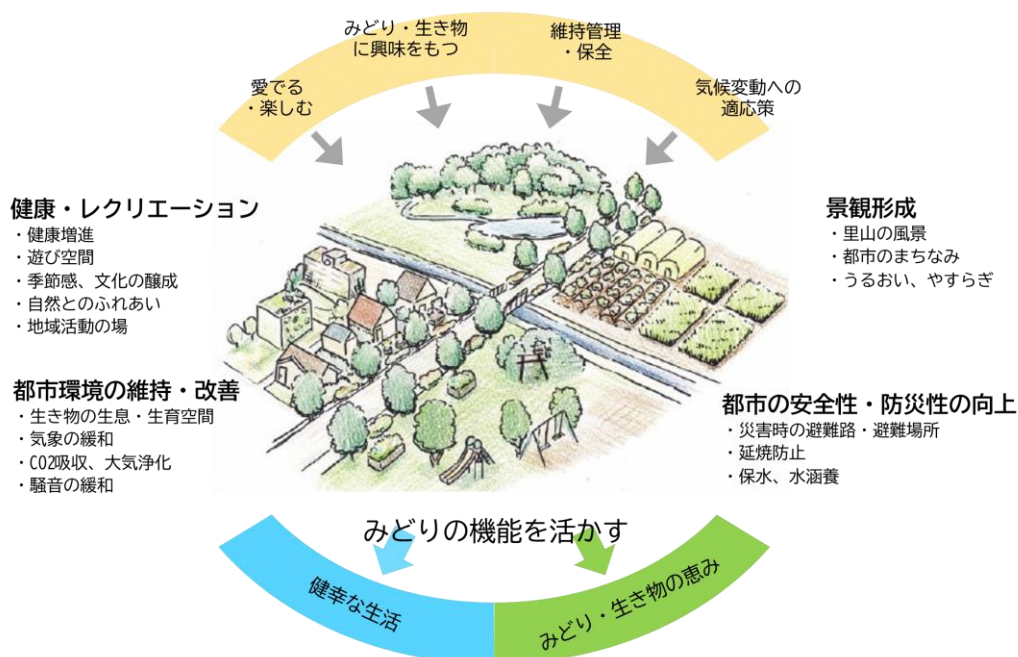 愛でる
・楽しむ
みどり・生き物
に興味をもつ
維持管理
・保全
気候変動への
適応策
健康・レクリエーション
・健康増進
・遊び空間
・季節感、文化の醸成
・自然とのふれあい
・地域活動の場
都市環境の維持・改善
・生き物の生息・生育空間
・気象の緩和
・CO2吸収、大気浄化
・騒音の緩和
景観形成
・里山の風景
・都市のまちなみ
・うるおい、やすらぎ
都市の安全性・防災性の向上
・災害時の避難路・避難場所
・延焼防止
・保水、水涵養
みどりの機能を活かす
健幸な生活
みどり・生き物の恵み